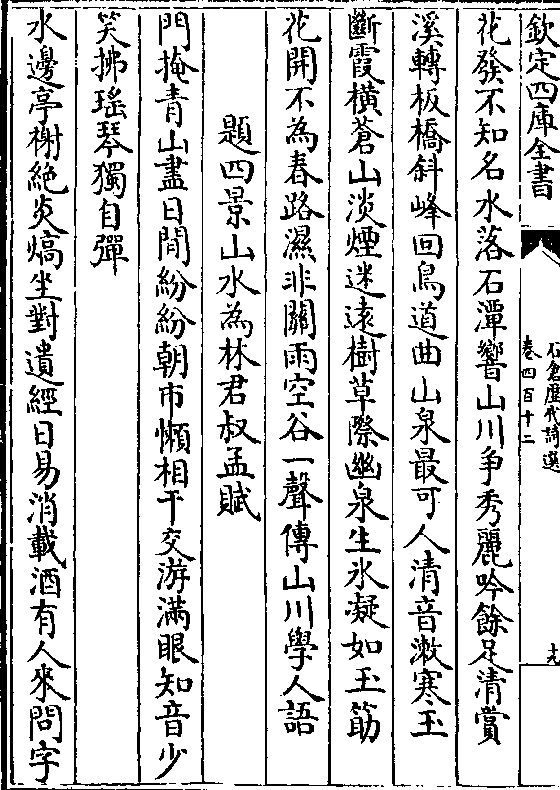 欽定四庫全書
石倉歷代詩選
卷四百十二
十九
花發不知名水落石潭響山川爭秀麗吟餘足清賞
溪轉板橋斜峰回鳥道曲山泉最可人清音漱寒玉
斷霞橫蒼山淡煙迷遠樹草際幽泉生氷凝如玉筯
花開不為春路濕非關雨空谷一聲傳山川學人語
題四景山水為林君叔孟賦
門掩青山盡日閒紛紛朝市懶相干交游滿眼知音少
笑拂瑤琴獨自彈
水邊亭榭絶炎熇坐對遺經日易消載酒有人來問字